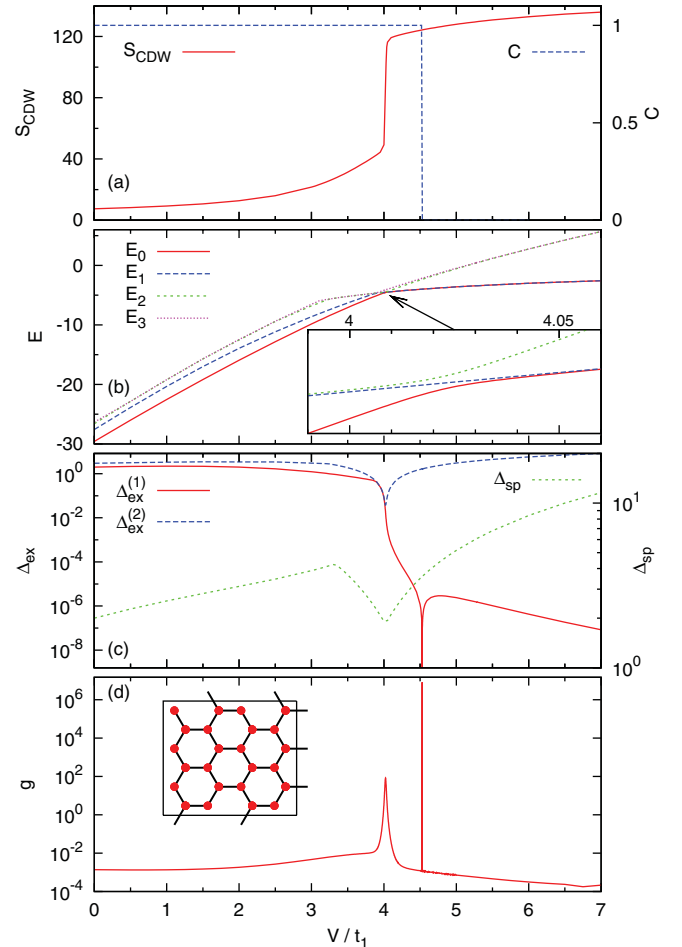 120
80
40
0
S_CDW
S_CDW
C
1
0.5
0
C
(a)
0
-5
-10
-15
-20
-25
-30
E
E_0
E_1
E_2
E_3
4
4.05
(b)
10^0
10^-2
10^-4
10^-6
10^-8
Δ_ex
Δ_ex^(1)
Δ_ex^(2)
Δ_sp
10^1
10^0
Δ_sp
(c)
(d)
10^6
10^4
10^2
10^0
10^-2
10^-4
g
0 1 2 3 4 5 6 7
V / t_1